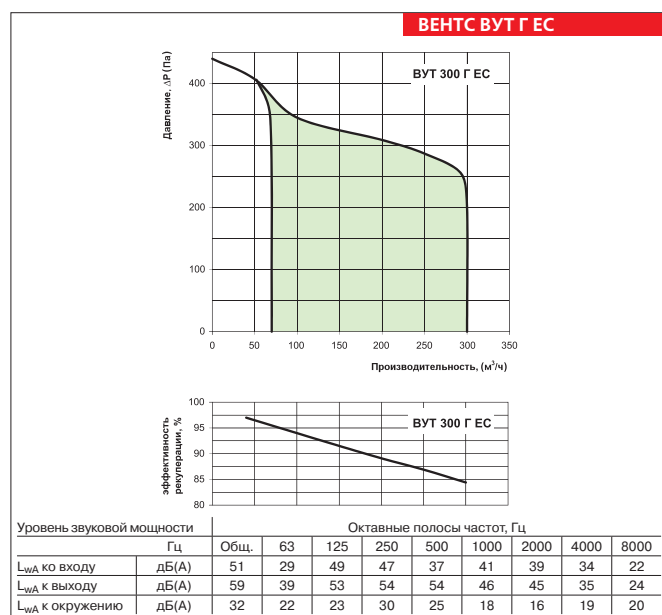 ВЕНТС ВУТ Г ЕС
Давление, ΔP (Па)
ВУТ 300 Г ЕС
400
300
200
100
0
0 50 100 150 200 250 300 350
Производительность, (м³/ч)
эффективность рекуперации, %
ВУТ 300 Г ЕС
100
95
90
85
80
Уровень звуковой мощности Октавные полосы частот, Гц
Гц Общ. 63 125 250 500 1000 2000 4000 8000
LwA ко входу дБ(А) 51 29 49 47 37 41 39 34 22
LwA к выходу дБ(А) 59 39 53 54 54 46 45 35 24
LwA к окружению дБ(А) 32 22 23 30 25 18 16 19 20